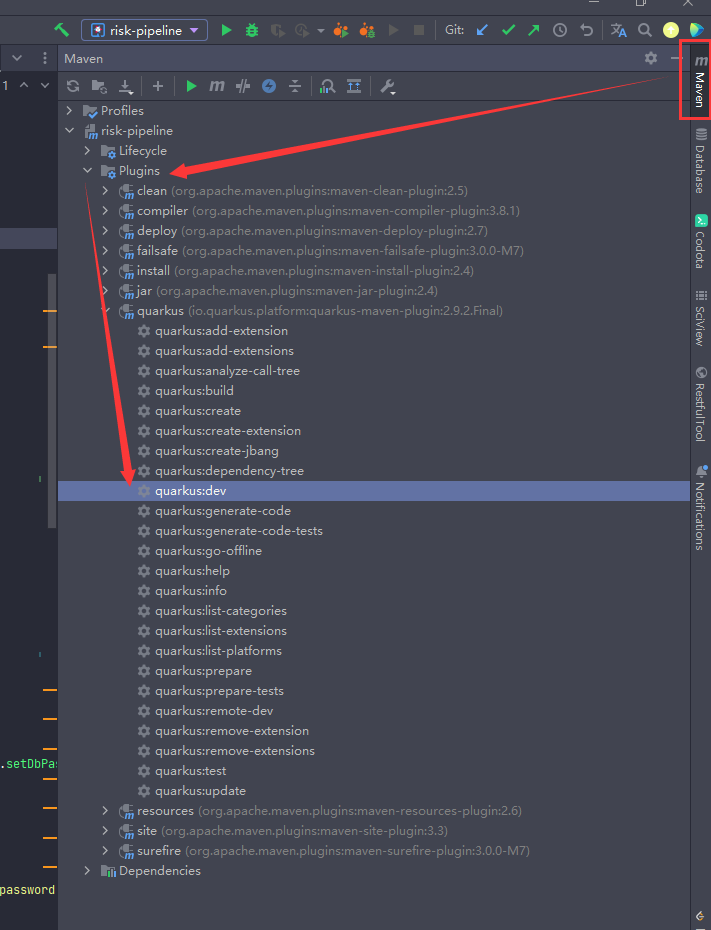 risk-pipeline
Git:
Maven
1
Profiles
risk-pipeline
Lifecycle
Plugins
clean (org.apache.maven.plugins:maven-clean-plugin:2.5)
compiler (org.apache.maven.plugins:maven-compiler-plugin:3.8.1)
deploy (org.apache.maven.plugins:maven-deploy-plugin:2.7)
failsafe (org.apache.maven.plugins:maven-failsafe-plugin:3.0.0-M7)
install (org.apache.maven.plugins:maven-install-plugin:2.4)
jar (org.apache.maven.plugins:maven-jar-plugin:2.4)
quarkus (io.quarkus.platform:quarkus-maven-plugin:2.9.2.Final)
quarkus:add-extension
quarkus:add-extensions
quarkus:analyze-call-tree
quarkus:build
quarkus:create
quarkus:create-extension
quarkus:create-jbang
quarkus:dependency-tree
quarkus:dev
quarkus:generate-code
quarkus:generate-code-tests
quarkus:go-offline
quarkus:help
quarkus:info
quarkus:list-categories
quarkus:list-extensions
quarkus:list-platforms
quarkus:prepare
quarkus:prepare-tests
quarkus:remote-dev
quarkus:remove-extension
quarkus:remove-extensions
quarkus:test
quarkus:update
resources (org.apache.maven.plugins:maven-resources-plugin:2.6)
site (org.apache.maven.plugins:maven-site-plugin:3.3)
surefire (org.apache.maven.plugins:maven-surefire-plugin:3.0.0-M7)
Dependencies
.setDbPas
password
m Maven
Database
Codota
SciView
RestfulTool
Notifications